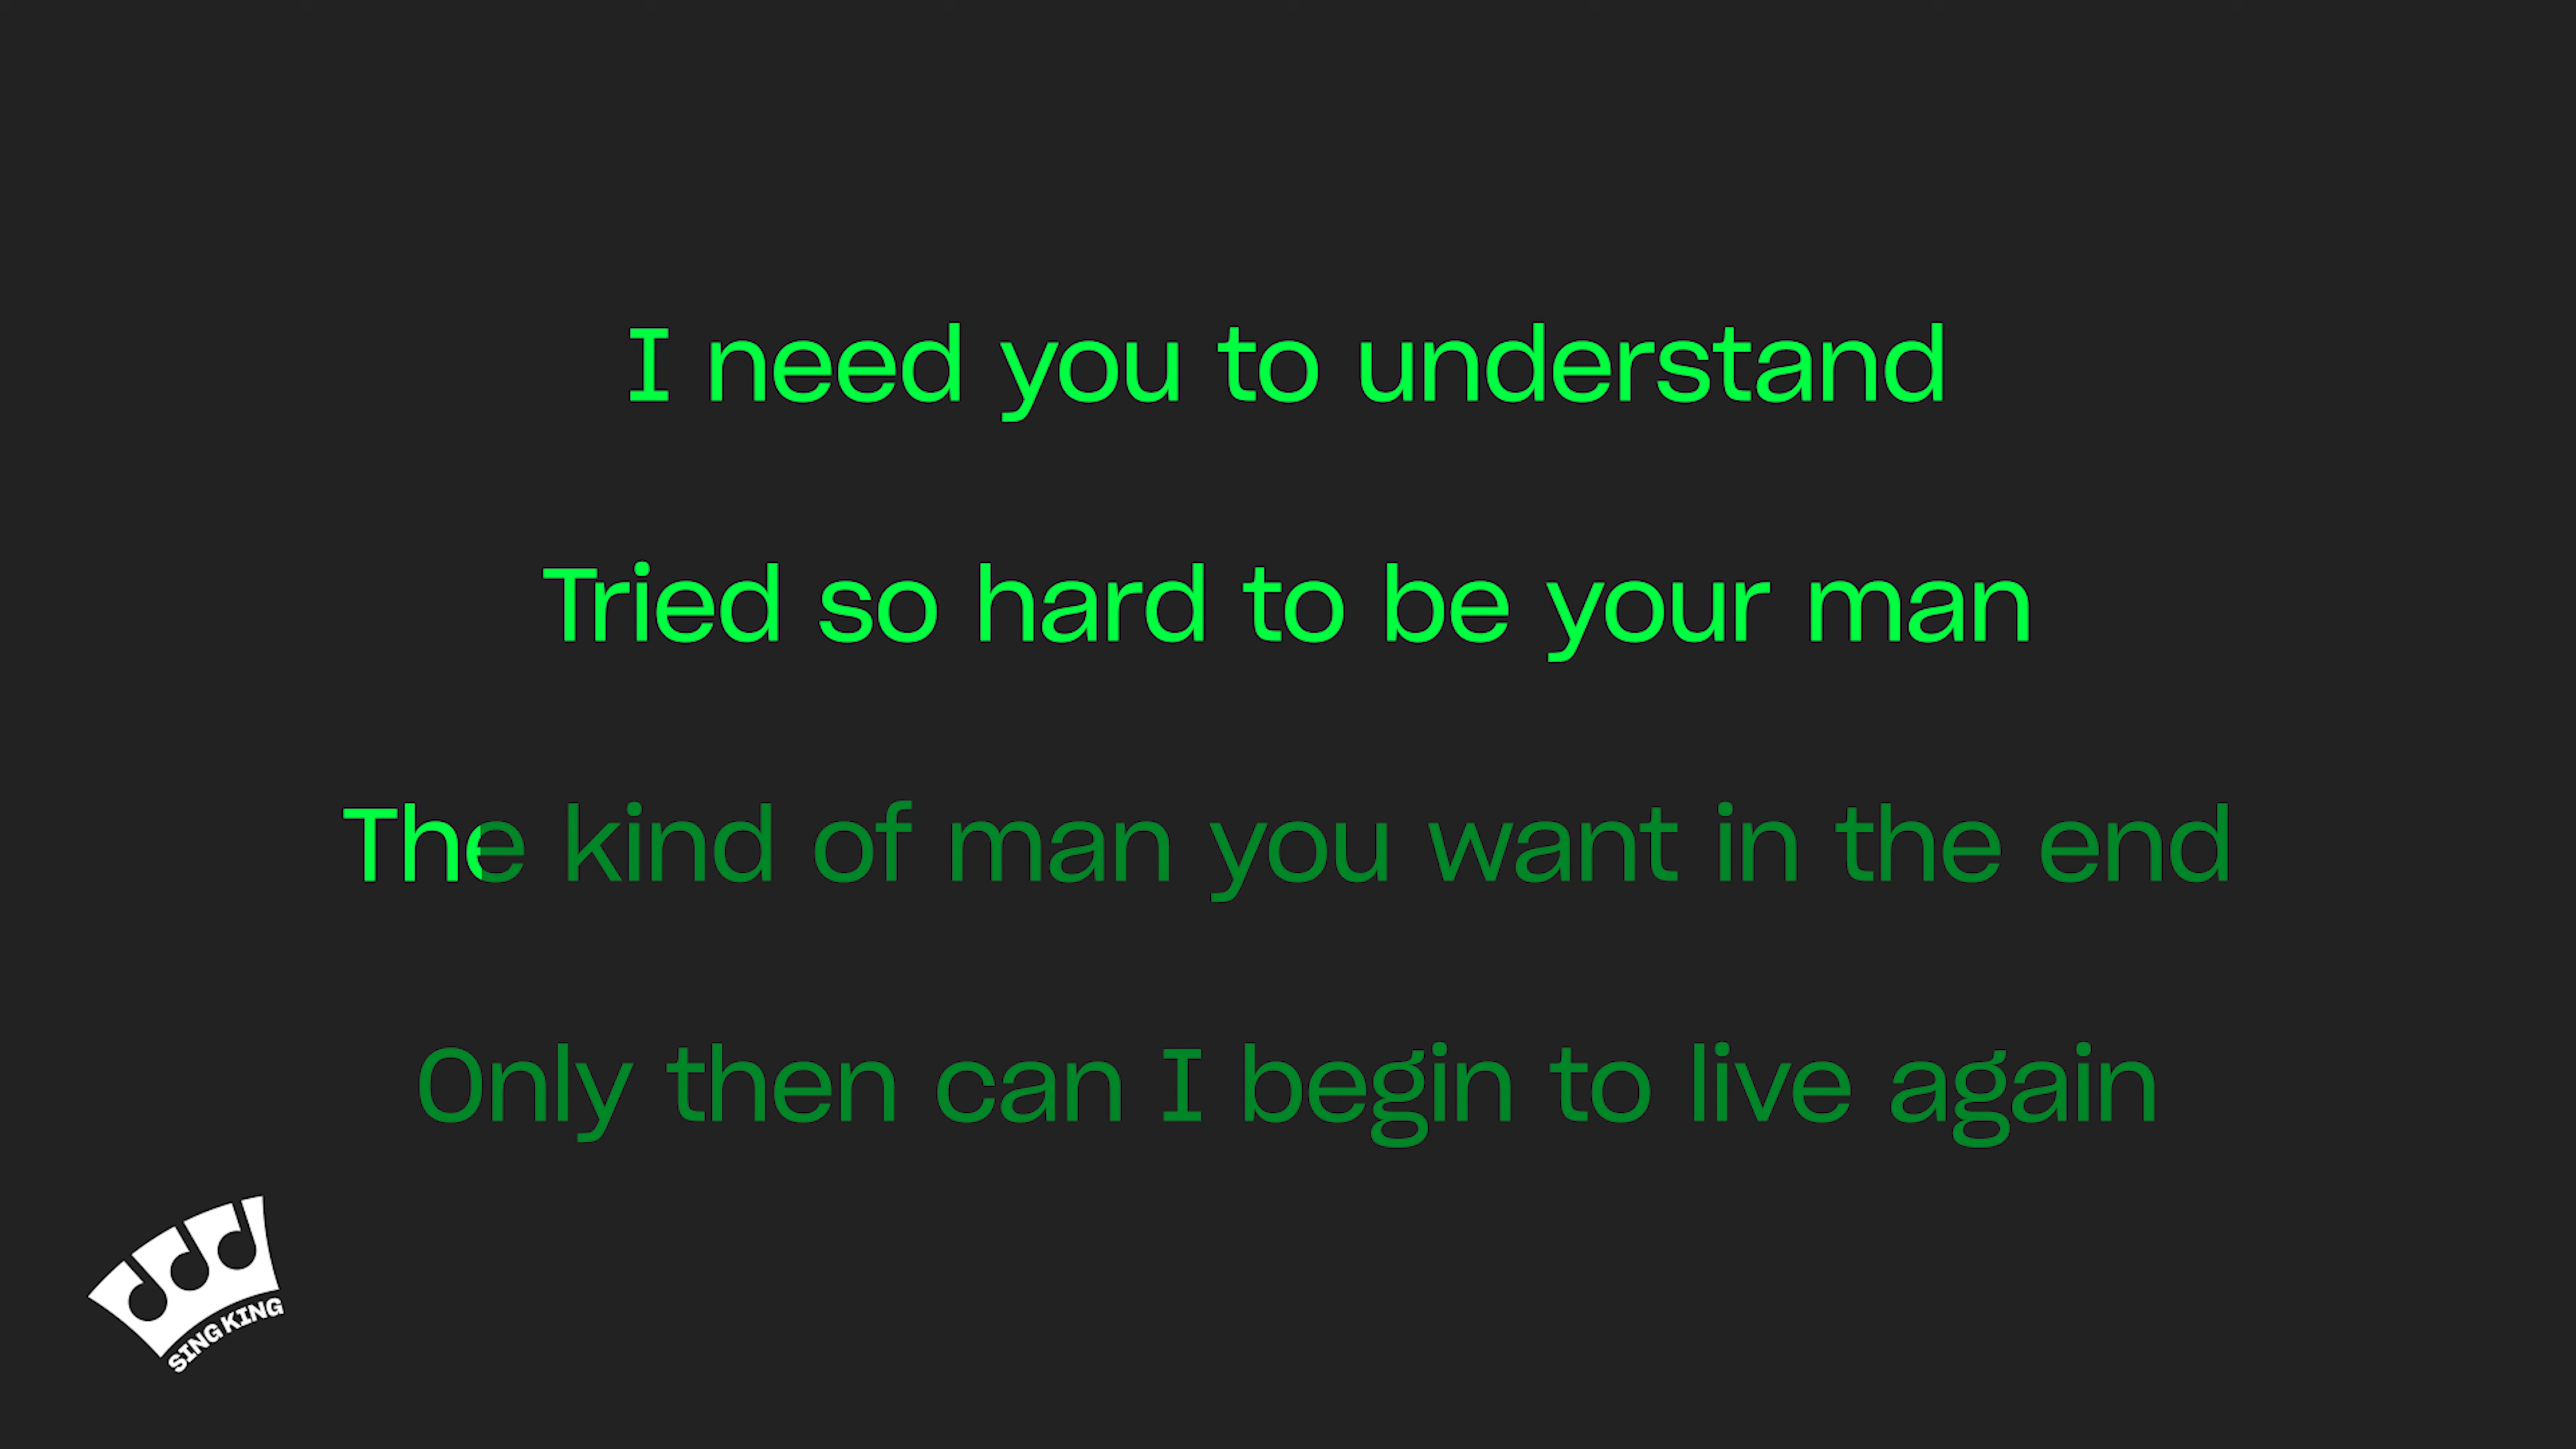 I need you to understand
Tried so hard to be your man
The kind of man you want in the end
Only then can I begin to live again
SING KING